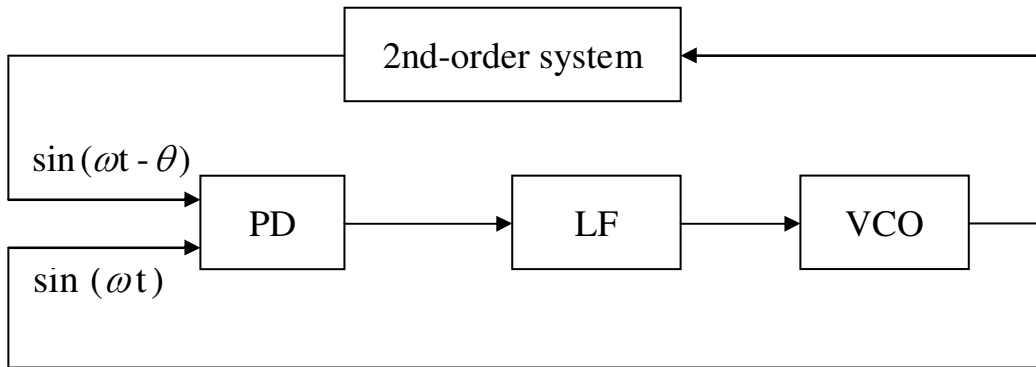 2nd-order system
sin (ωt - θ)
PD
LF
VCO
sin (ωt)